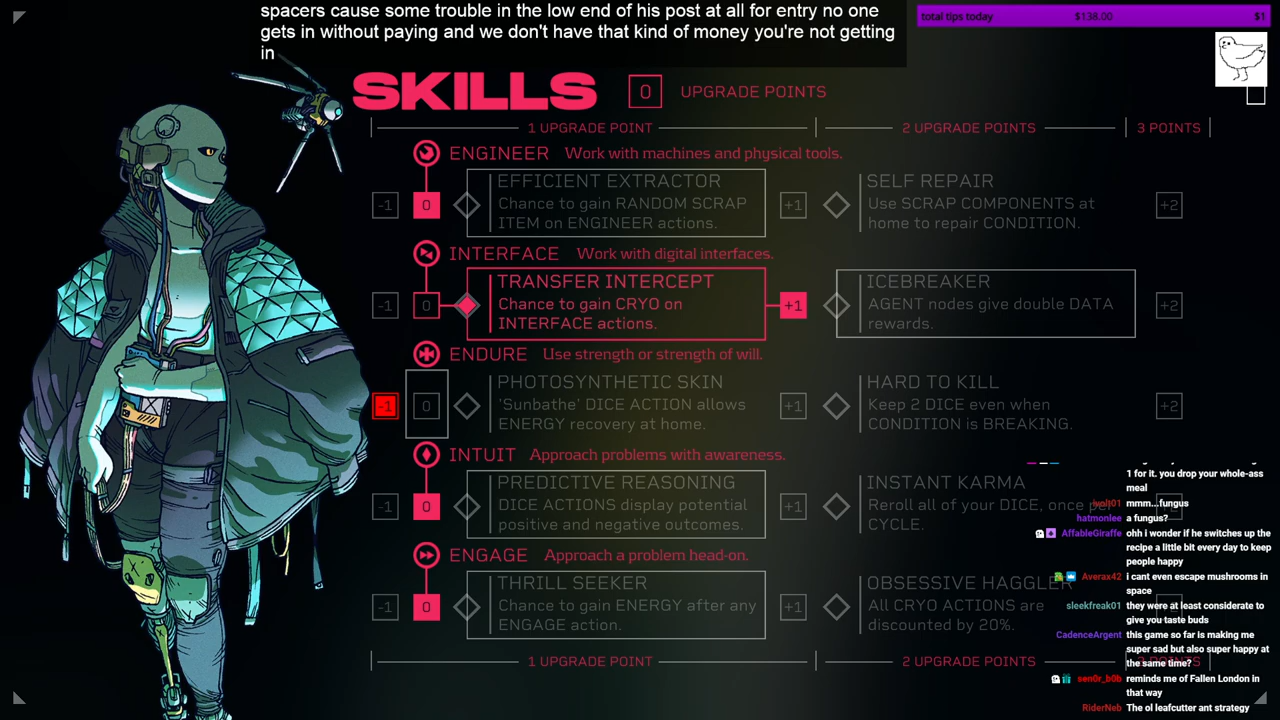 spacers cause some trouble in the low end of his post at all for entry no one
gets in without paying and we don't have that kind of money you're not getting
in
total tips today $138.00 $1
SKILLS 0 UPGRADE POINTS
1 UPGRADE POINT 2 UPGRADE POINTS 3 POINTS
ENGINEER Work with machines and physical tools.
-1 0 EFFICIENT EXTRACTOR
Chance to gain RANDOM SCRAP
ITEM on ENGINEER actions.
+1 SELF REPAIR
Use SCRAP COMPONENTS at
home to repair CONDITION.
+2
INTERFACE Work with digital interfaces.
-1 0 TRANSFER INTERCEPT
Chance to gain CRYO on
INTERFACE actions.
+1 ICEBREAKER
AGENT nodes give double DATA
rewards.
+2
ENDURE Use strength or strength of will.
-1 0 PHOTOSYNTHETIC SKIN
'Sunbathe' DICE ACTION allows
ENERGY recovery at home.
+1 HARD TO KILL
Keep 2 DICE even when
CONDITION is BREAKING.
+2
INTUIT Approach problems with awareness.
-1 0 PREDICTIVE REASONING
DICE ACTIONS display potential
positive and negative outcomes.
+1 INSTANT KARMA
Reroll all of your DICE, once per
CYCLE.
ENGAGE Approach a problem head-on.
-1 0 THRILL SEEKER
Chance to gain ENERGY after any
ENGAGE action.
+1 OBSESSIVE HAGGLER
All CRYO ACTIONS are
discounted by 20%.
1 UPGRADE POINT 2 UPGRADE POINTS 3 POINTS
1 for it. you drop your whole-ass
meal
mmm...fungus
hatmonlee a fungus?
AffableGiraffe ohh i wonder if he switches up the
recipe a little bit every day to keep
people happy
Averax42 i cant even escape mushrooms in
space
sleekfreak01 they were at least considerate to
give you taste buds
CadenceArgent this game so far is making me
super sad but also super happy at
the same time?
sen0r_b0b reminds me of Fallen London in
that way
RiderNeb The ol leafcutter ant strategy